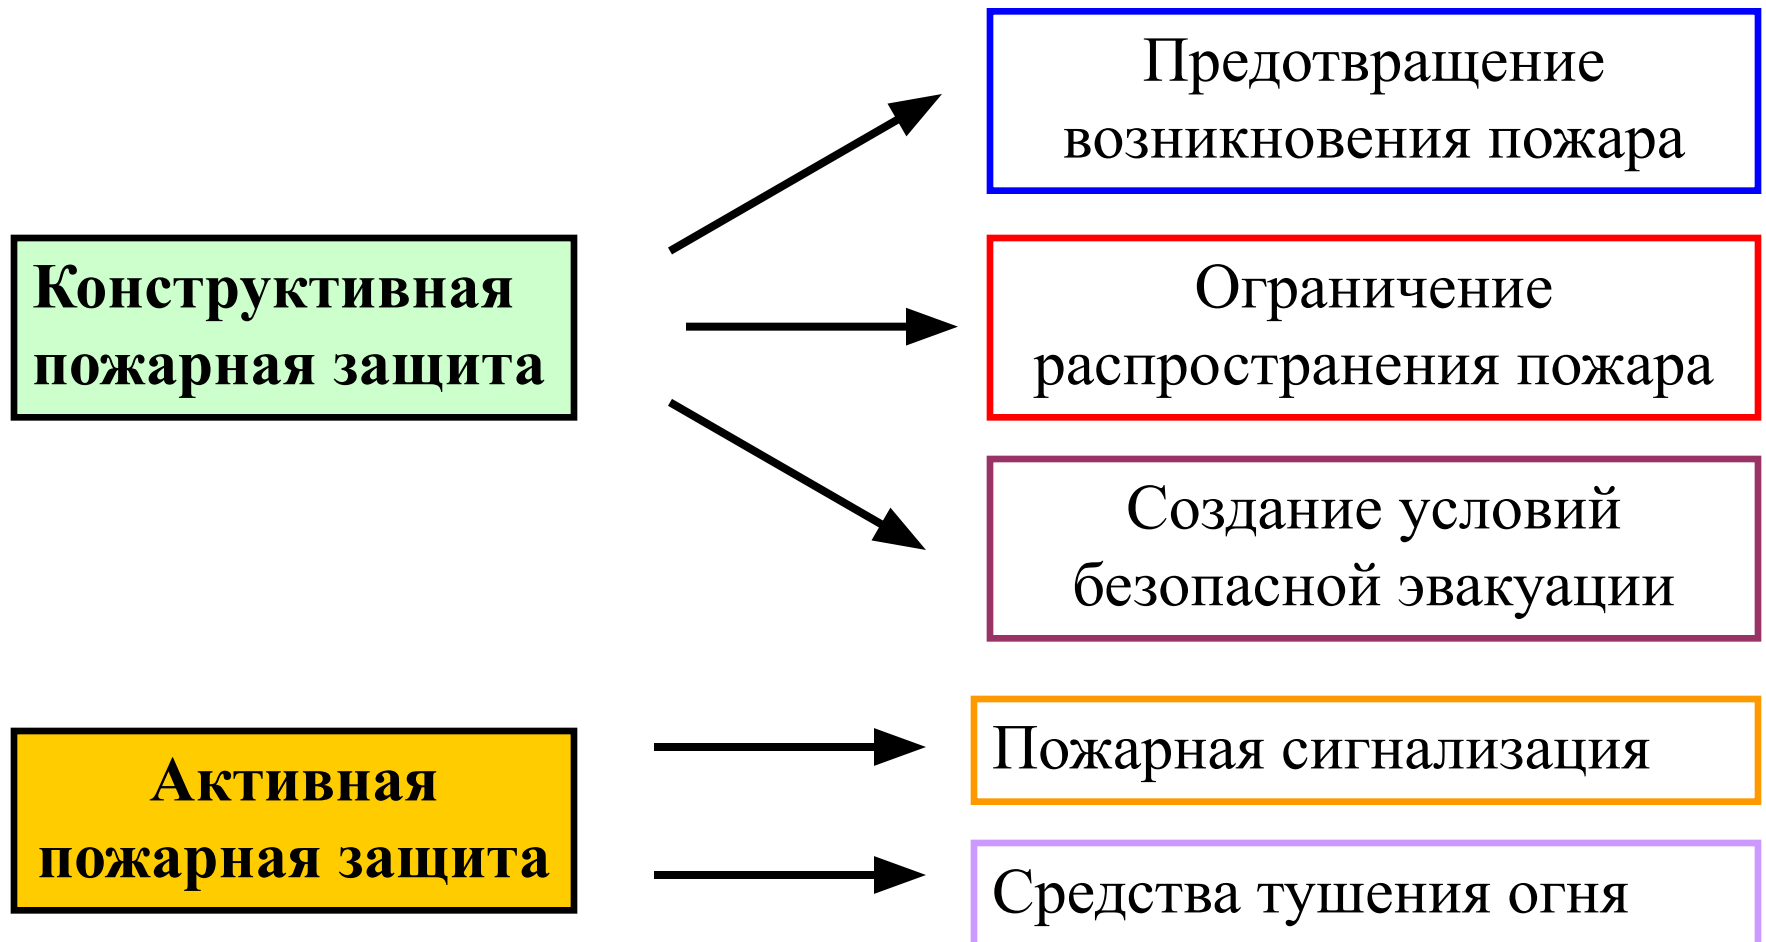 Предотвращение
возникновения пожара
Конструктивная
пожарная защита
Ограничение
распространения пожара
Создание условий
безопасной эвакуации
Активная
пожарная защита
Пожарная сигнализация
Средства тушения огня